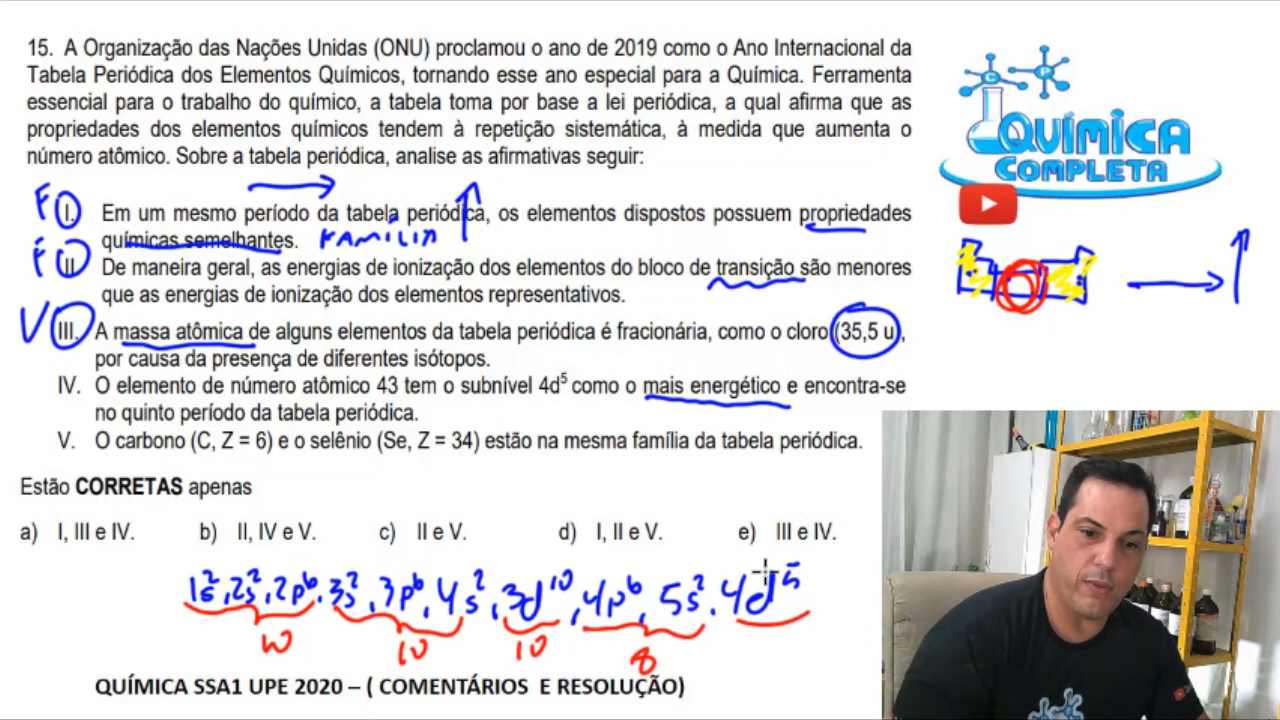 15. A Organização das Nações Unidas (ONU) proclamou o ano de 2019 como o Ano Internacional da
Tabela Periódica dos Elementos Químicos, tornando esse ano especial para a Química. Ferramenta
essencial para o trabalho do químico, a tabela toma por base a lei periódica, a qual afirma que as
propriedades dos elementos químicos tendem à repetição sistemática, à medida que aumenta o
número atômico. Sobre a tabela periódica, analise as afirmativas seguir:
C P
QUÍMICA
COMPLETA
F I. Em um mesmo período da tabela periódica, os elementos dispostos possuem propriedades
químicas semelhantes. FAMÍLIA
F II De maneira geral, as energias de ionização dos elementos do bloco de transição são menores
que as energias de ionização dos elementos representativos.
V III. A massa atômica de alguns elementos da tabela periódica é fracionária, como o cloro (35,5 u),
por causa da presença de diferentes isótopos.
IV. O elemento de número atômico 43 tem o subnível 4d⁵ como o mais energético e encontra-se
no quinto período da tabela periódica.
V. O carbono (C, Z = 6) e o selênio (Se, Z = 34) estão na mesma família da tabela periódica.
Estão CORRETAS apenas
a) I, III e IV. b) II, IV e V. c) II e V. d) I, II e V. e) III e IV.
1s², 2s², 2p⁶, 3s², 3p⁶, 4s², 3d¹⁰, 4p⁶, 5s², 4d⁵
10 10 10 8
QUÍMICA SSA1 UPE 2020 – ( COMENTÁRIOS E RESOLUÇÃO)